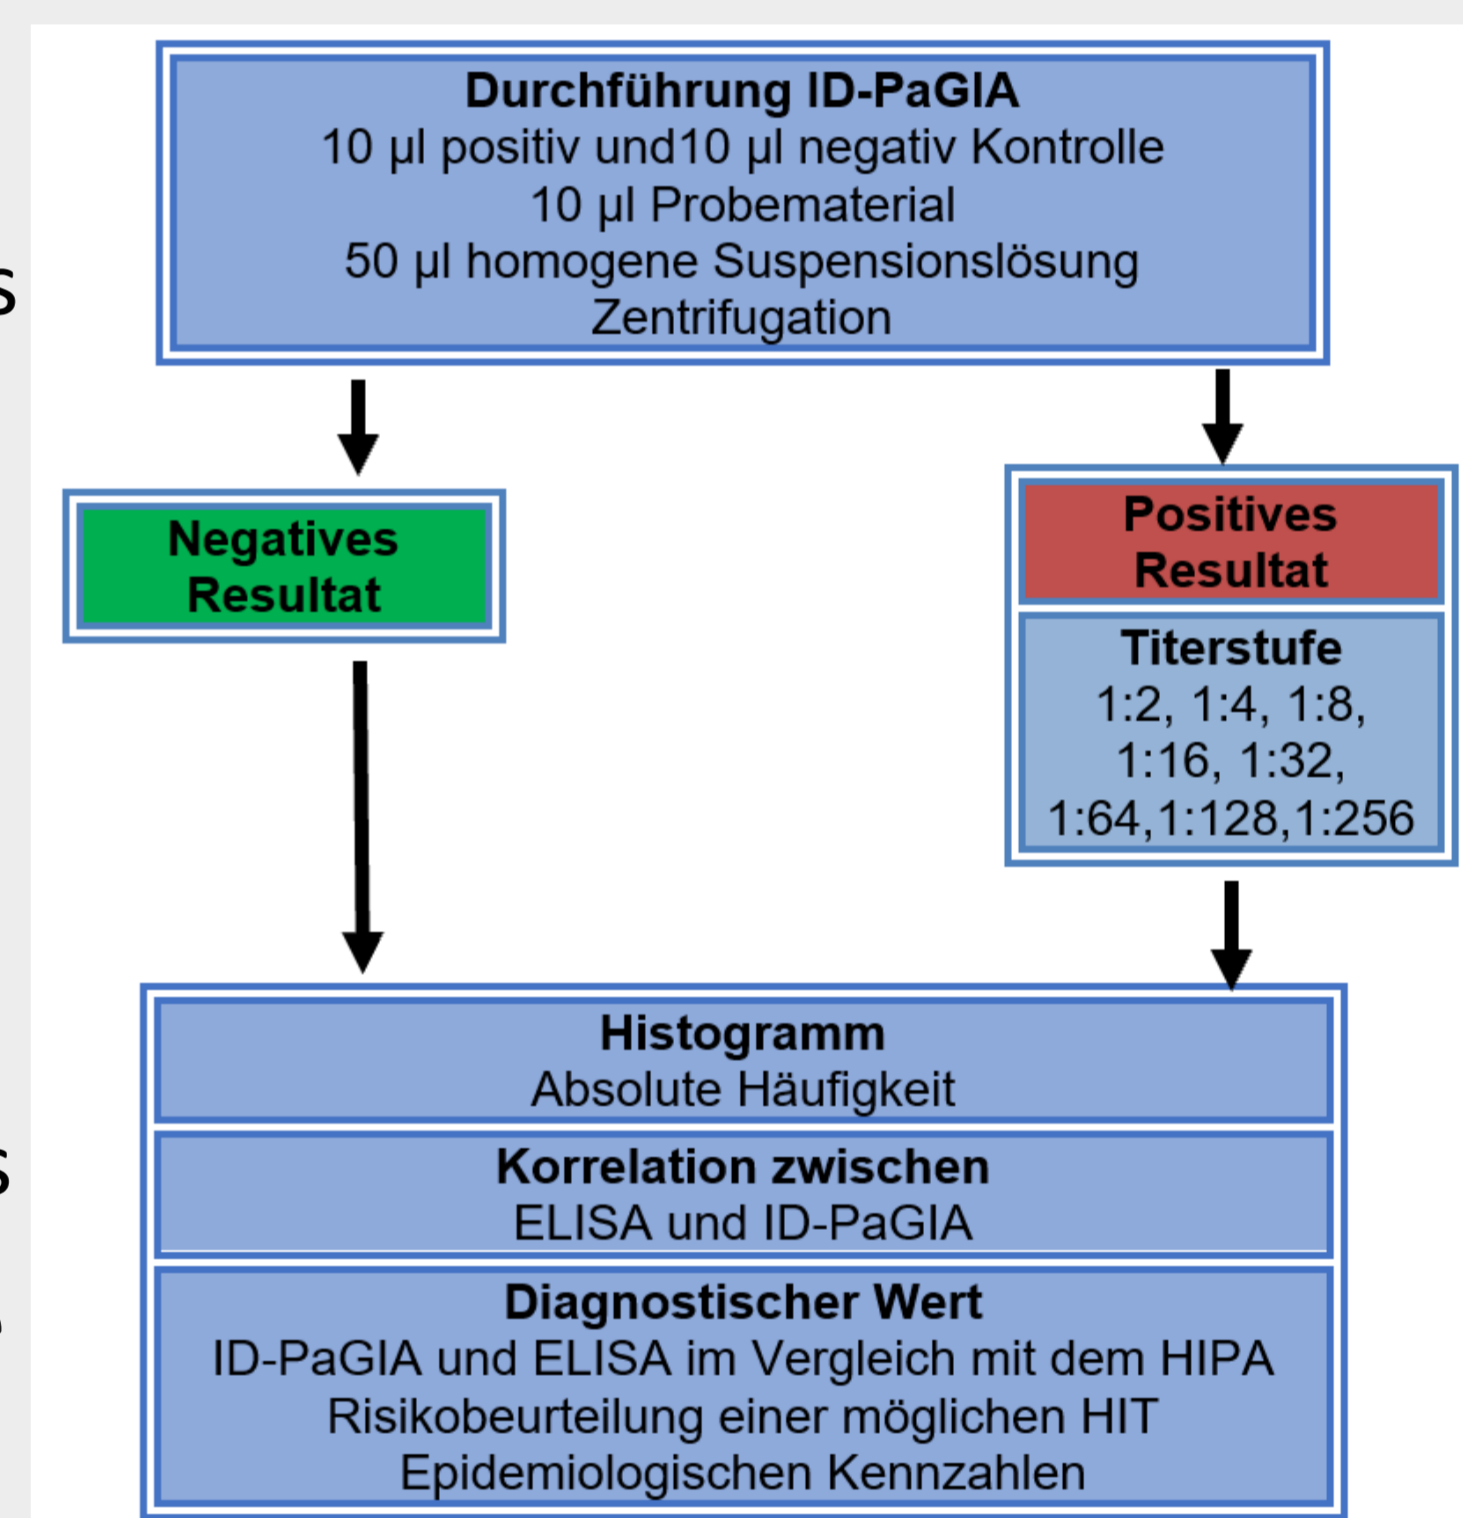 Durchführung ID-PaGIA
10 µl positiv und10 µl negativ Kontrolle
10 µl Probematerial
50 µl homogene Suspensionslösung
Zentrifugation
Negatives
Resultat
Positives
Resultat
Titerstufe
1:2, 1:4, 1:8,
1:16, 1:32,
1:64,1:128,1:256
Histogramm
Absolute Häufigkeit
Korrelation zwischen
ELISA und ID-PaGIA
Diagnostischer Wert
ID-PaGIA und ELISA im Vergleich mit dem HIPA
Risikobeurteilung einer möglichen HIT
Epidemiologischen Kennzahlen